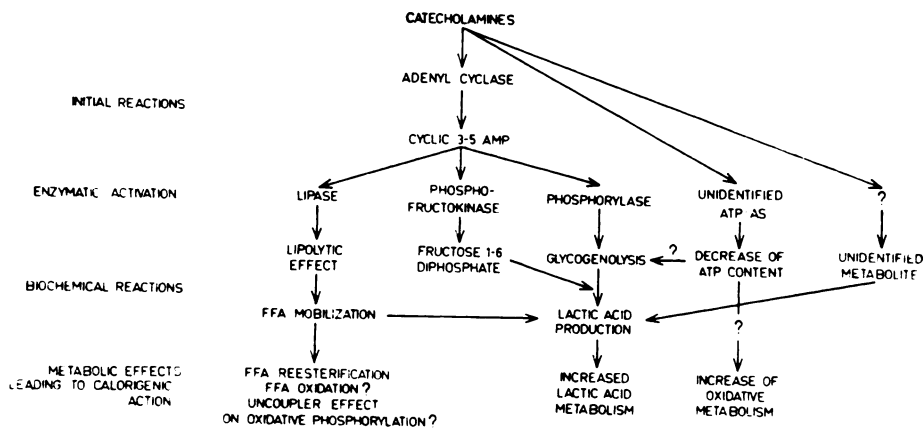 CATECHOLAMINES
ADENYL CYCLASE
INITIAL REACTIONS
CYCLIC 3-5 AMP
ENZYMATIC ACTIVATION
LIPASE
PHOSPHO-
FRUCTOKINASE
PHOSPHORYLASE
UNIDENTIFIED
ATP AS
?
LIPOLYTIC
EFFECT
FRUCTOSE 1-6
DIPHOSPHATE
GLYCOGENOLYSIS
?
DECREASE OF
ATP CONTENT
UNIDENTIFIED
METABOLITE
BIOCHEMICAL REACTIONS
FFA MOBILIZATION
LACTIC ACID
PRODUCTION
?
METABOLIC EFFECTS
LEADING TO CALORIGENIC
ACTION
FFA REESTERIFICATION
FFA OXIDATION?
UNCOUPLER EFFECT
ON OXIDATIVE PHOSPHORYLATION?
INCREASED
LACTIC ACID
METABOLISM
INCREASE OF
OXIDATIVE
METABOLISM